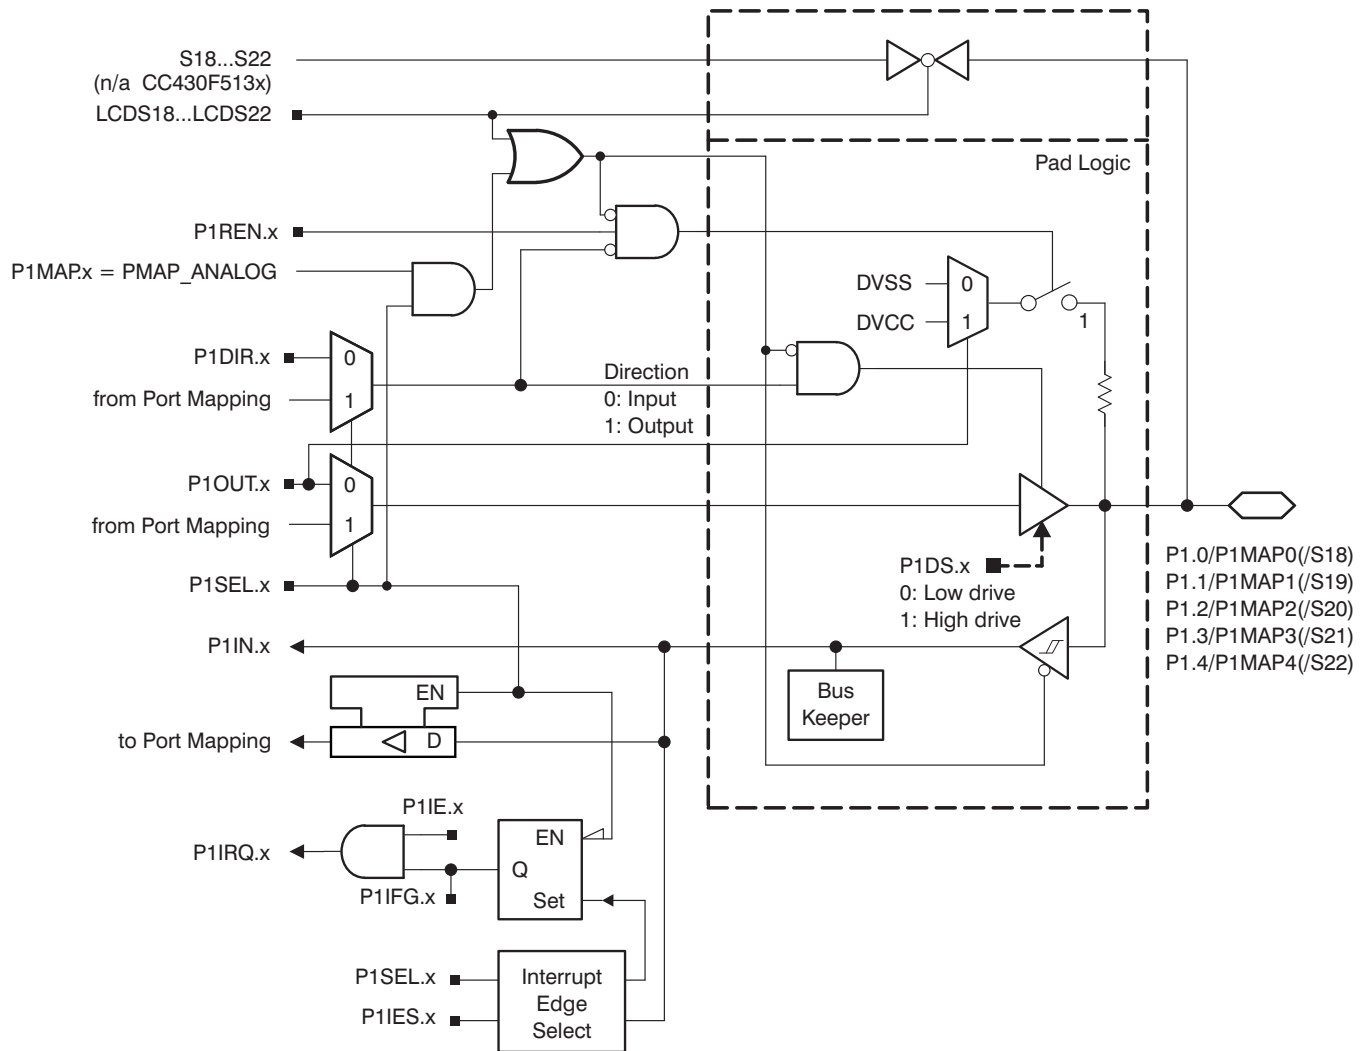 S18...S22
(n/a CC430F513x)
LCDS18...LCDS22
Pad Logic
P1REN.x
P1MAP.x = PMAP_ANALOG
DVSS
0
DVCC
1
1
P1DIR.x
0
from Port Mapping
1
Direction
0: Input
1: Output
P1OUT.x
0
from Port Mapping
1
P1SEL.x
P1DS.x
0: Low drive
1: High drive
P1.0/P1MAP0(/S18)
P1.1/P1MAP1(/S19)
P1.2/P1MAP2(/S20)
P1.3/P1MAP3(/S21)
P1.4/P1MAP4(/S22)
P1IN.x
Bus
Keeper
EN
to Port Mapping
D
P1IE.x
P1IRQ.x
EN
Q
P1IFG.x
Set
P1SEL.x
P1IES.x
Interrupt
Edge
Select